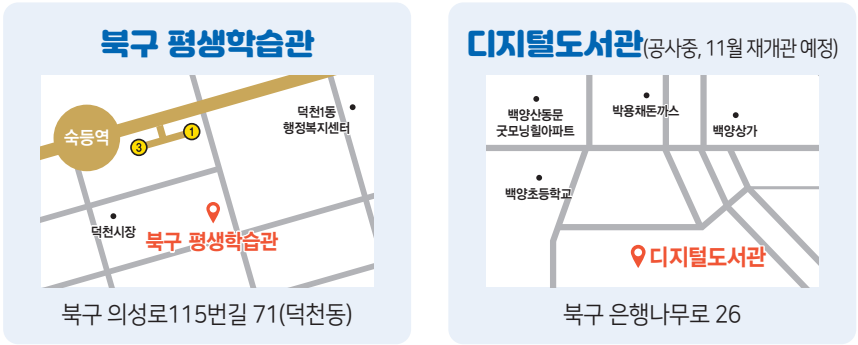 북구 평생학습관
숙등역
3
1
덕천1동
행정복지센터
덕천시장
북구 평생학습관
북구 의성로115번길 71(덕천동)
디지털도서관(공사중, 11월 재개관 예정)
백양산동문
굿모닝힐아파트
박용채돈까스
백양상가
백양초등학교
디지털도서관
북구 은행나무로 26